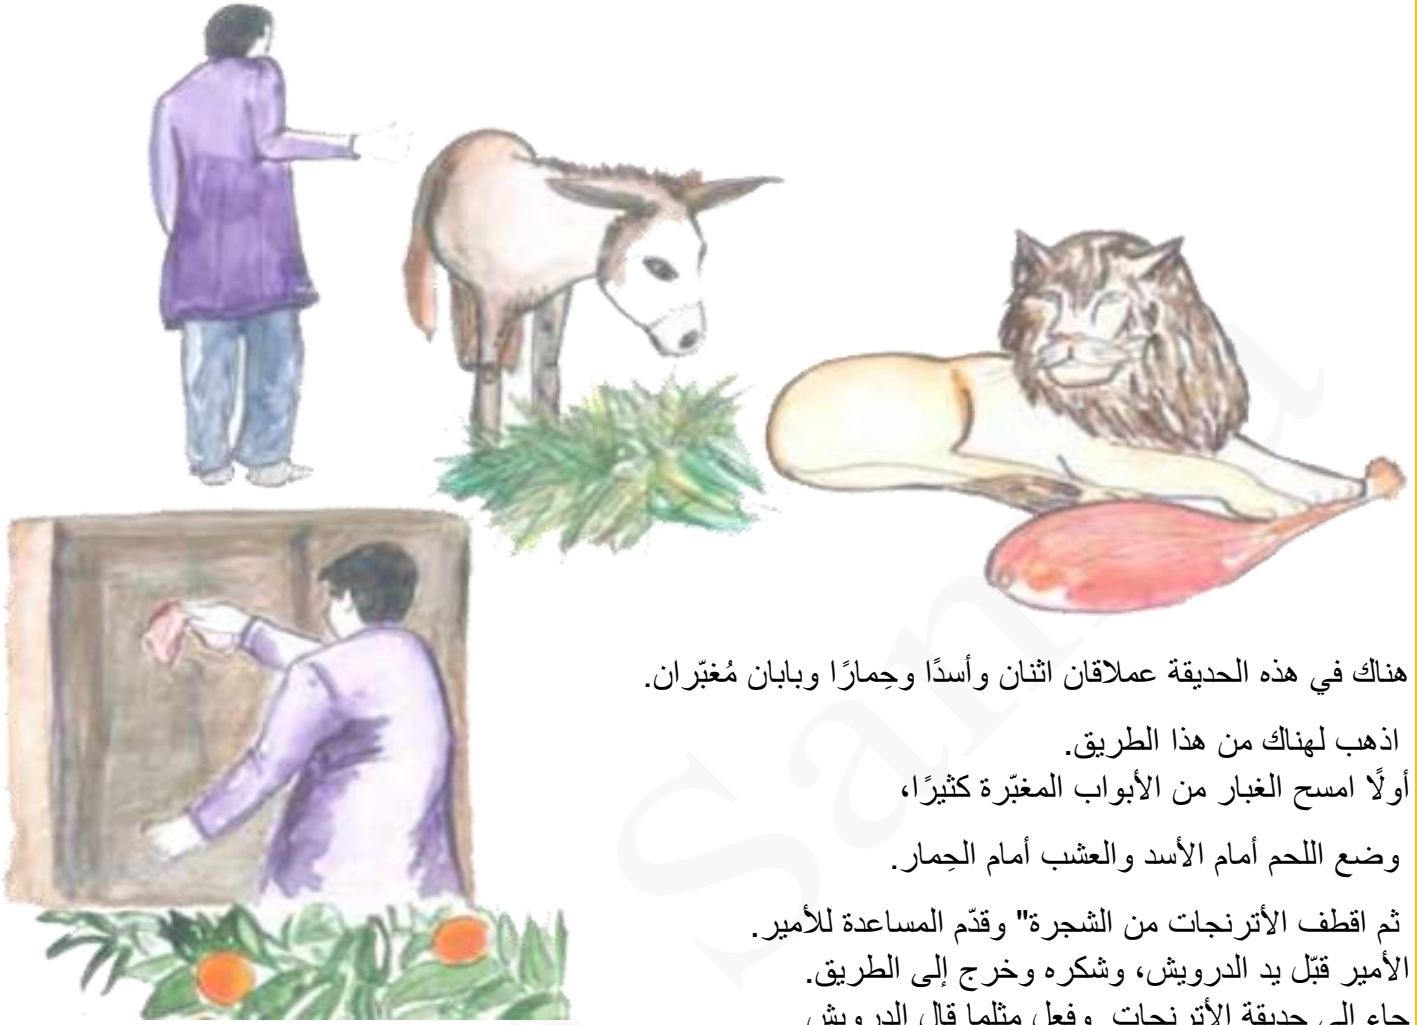 هناك في هذه الحديقة عملاقان اثنان وأسدًا وحِمارًا وبابان مُغبّران.
اذهب لهناك من هذا الطريق.
أولًا امسح الغبار من الأبواب المغبّرة كثيرًا،
وضع اللحم أمام الأسد والعشب أمام الحِمار.
ثم اقطف الأترنجات من الشجرة" وقدّم المساعدة للأمير.
الأمير قبّل يد الدرويش، وشكره وخرج إلى الطريق.
جاء إلى حديقة الأترنجات وفعل مثلما قال الدرويش